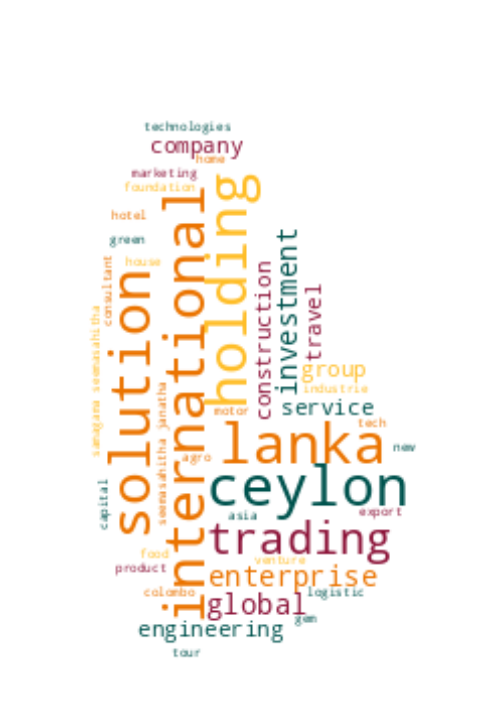 technologies
company
home
marketing
foundation
holding
international
hotel
green
investment
house
consultant
construction
solution
travel
samagama seemasahitha
group
seemasahitha janatha
industrie
service
motor
tech
lanka
new
agro
ceylon
capital
export
asia
trading
food
venture
product
enterprise
colombo
logistic
global
gem
engineering
tour